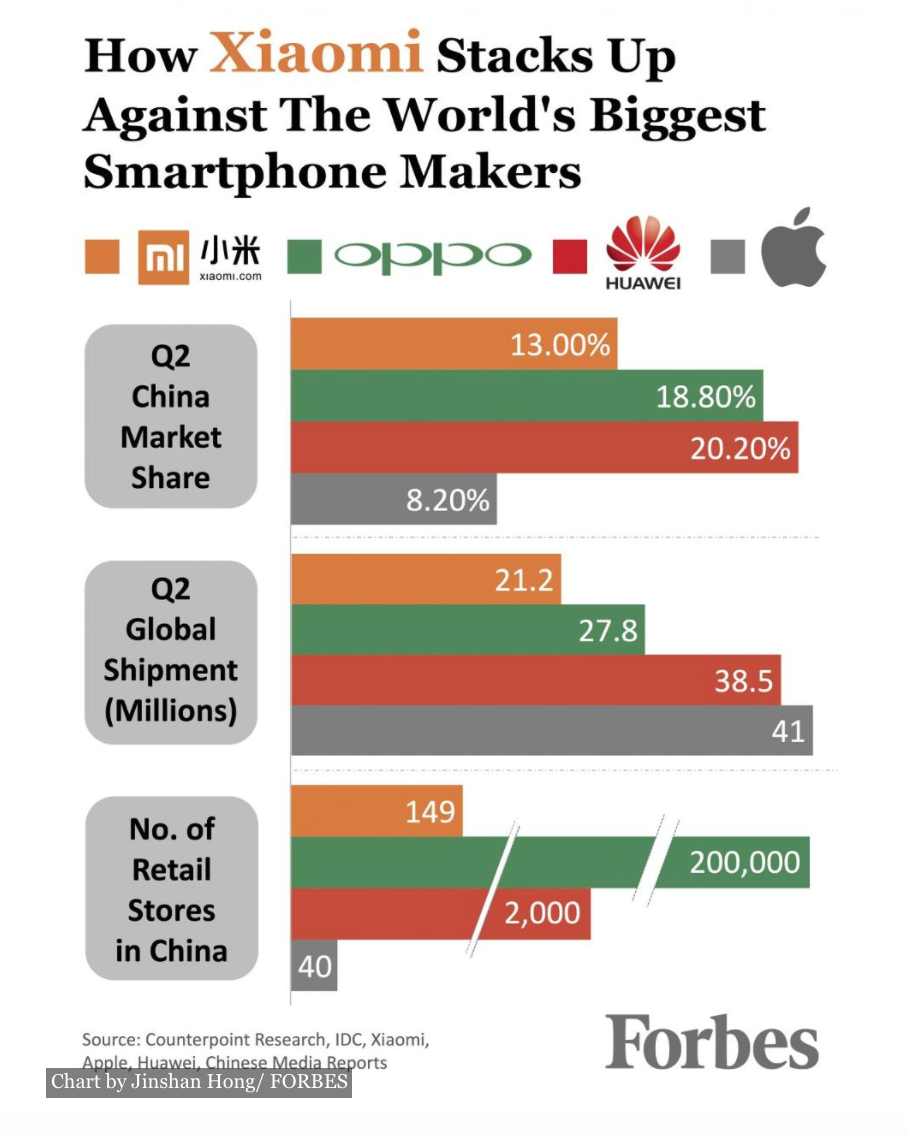 How Xiaomi Stacks Up
Against The World's Biggest
Smartphone Makers
mi 小米
xiaomi.com
oppo
HUAWEI
Q2
China
Market
Share
13.00%
18.80%
20.20%
8.20%
Q2
Global
Shipment
(Millions)
21.2
27.8
38.5
41
No. of
Retail
Stores
in China
149
200,000
2,000
40
Source: Counterpoint Research, IDC, Xiaomi,
Apple, Huawei, Chinese Media Reports
Chart by Jinshan Hong/ FORBES
Forbes